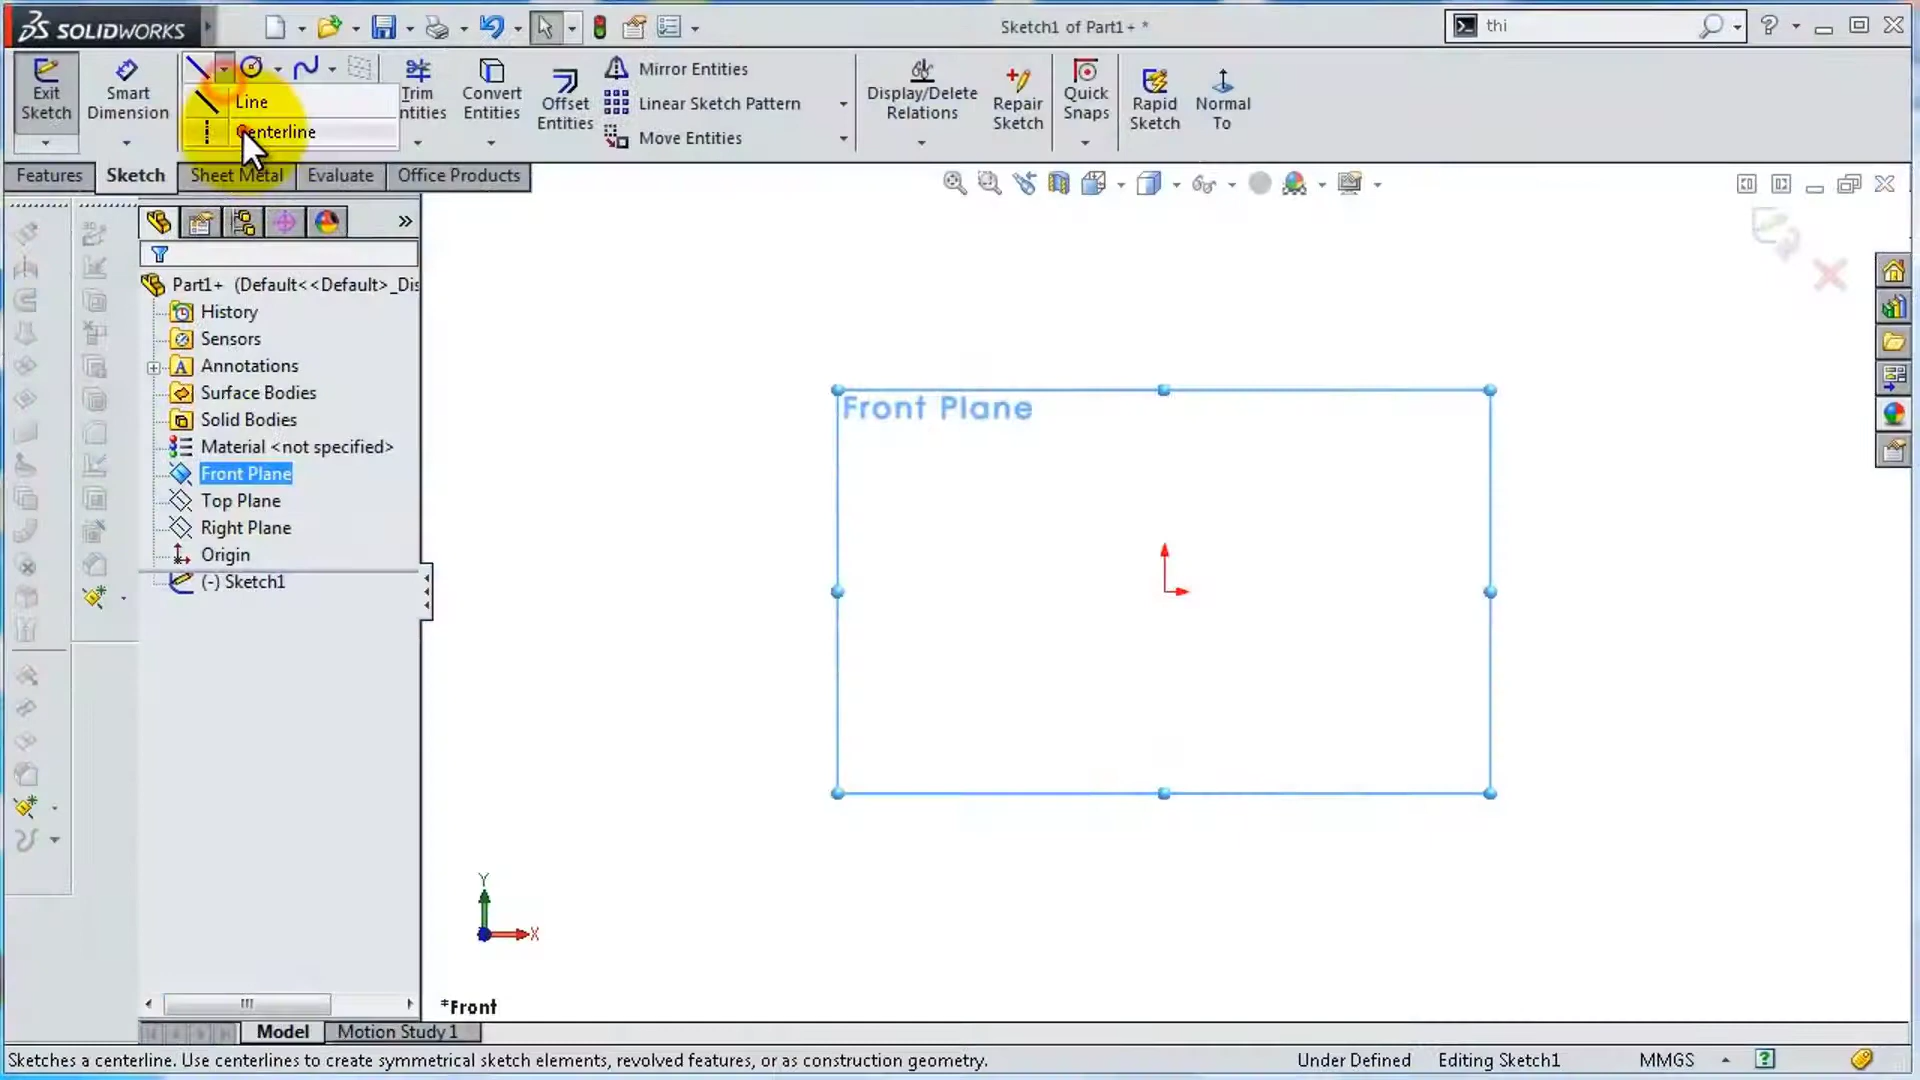 SOLIDWORKS
Sketch1 of Part1+ *
thi
Exit
Sketch
Smart
Dimension
Line
Centerline
Trim
ntities
Convert
Entities
Offset
Entities
Mirror Entities
Linear Sketch Pattern
Move Entities
Display/Delete
Relations
Repair
Sketch
Quick
Snaps
Rapid
Sketch
Normal
To
Features
Sketch
Sheet Metal
Evaluate
Office Products
Part1+ (Default<<Default>_Dis
History
Sensors
Annotations
Surface Bodies
Solid Bodies
Material <not specified>
Front Plane
Top Plane
Right Plane
Origin
(-) Sketch1
Front Plane
Y
X
*Front
Model
Motion Study 1
Sketches a centerline. Use centerlines to create symmetrical sketch elements, revolved features, or as construction geometry.
Under Defined
Editing Sketch1
MMGS